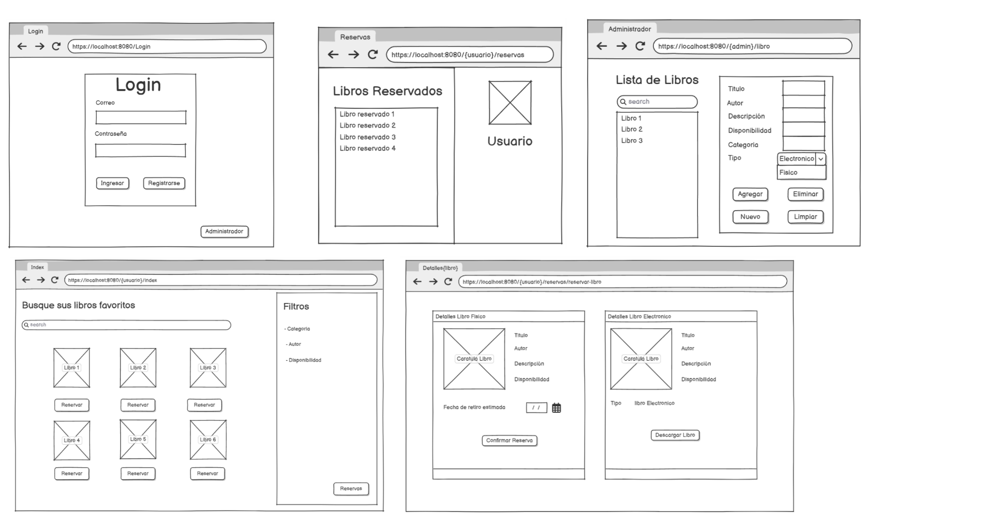 Login
https://localhost:8080/Login
Login
Correo
Contraseña
Ingresar
Registrarse
Administrador
Reservas
https://localhost:8080/{usuario}/reservas
Libros Reservados
Libro reservado 1
Libro reservado 2
Libro reservado 3
Libro reservado 4
Usuario
Administrador
https://localhost:8080/{admin}/libro
Lista de Libros
search
Libro 1
Libro 2
Libro 3
Titulo
Autor
Descripción
Disponibilidad
Categoria
Tipo
Electronico
Fisico
Agregar
Eliminar
Nuevo
Limpiar
Index
https://localhost:8080/{usuario}/index
Busque sus libros favoritos
search
Libro 1
Libro 2
Libro 3
Reservar
Reservar
Reservar
Libro 4
Libro 5
Libro 6
Reservar
Reservar
Reservar
Filtros
- Categoria
- Autor
- Disponibilidad
Reservas
Detalles{libro}
https://localhost:8080/{usuario}/reservas/reservar-libro
Detalles Libro Fisico
Caratula Libro
Titulo
Autor
Descripción
Disponibilidad
Fecha de retiro estimada
/ /
Confirmar Reserva
Detalles Libro Electronico
Caratula Libro
Titulo
Autor
Descripción
Disponibilidad
Tipo libro Electronico
Descargar Libro